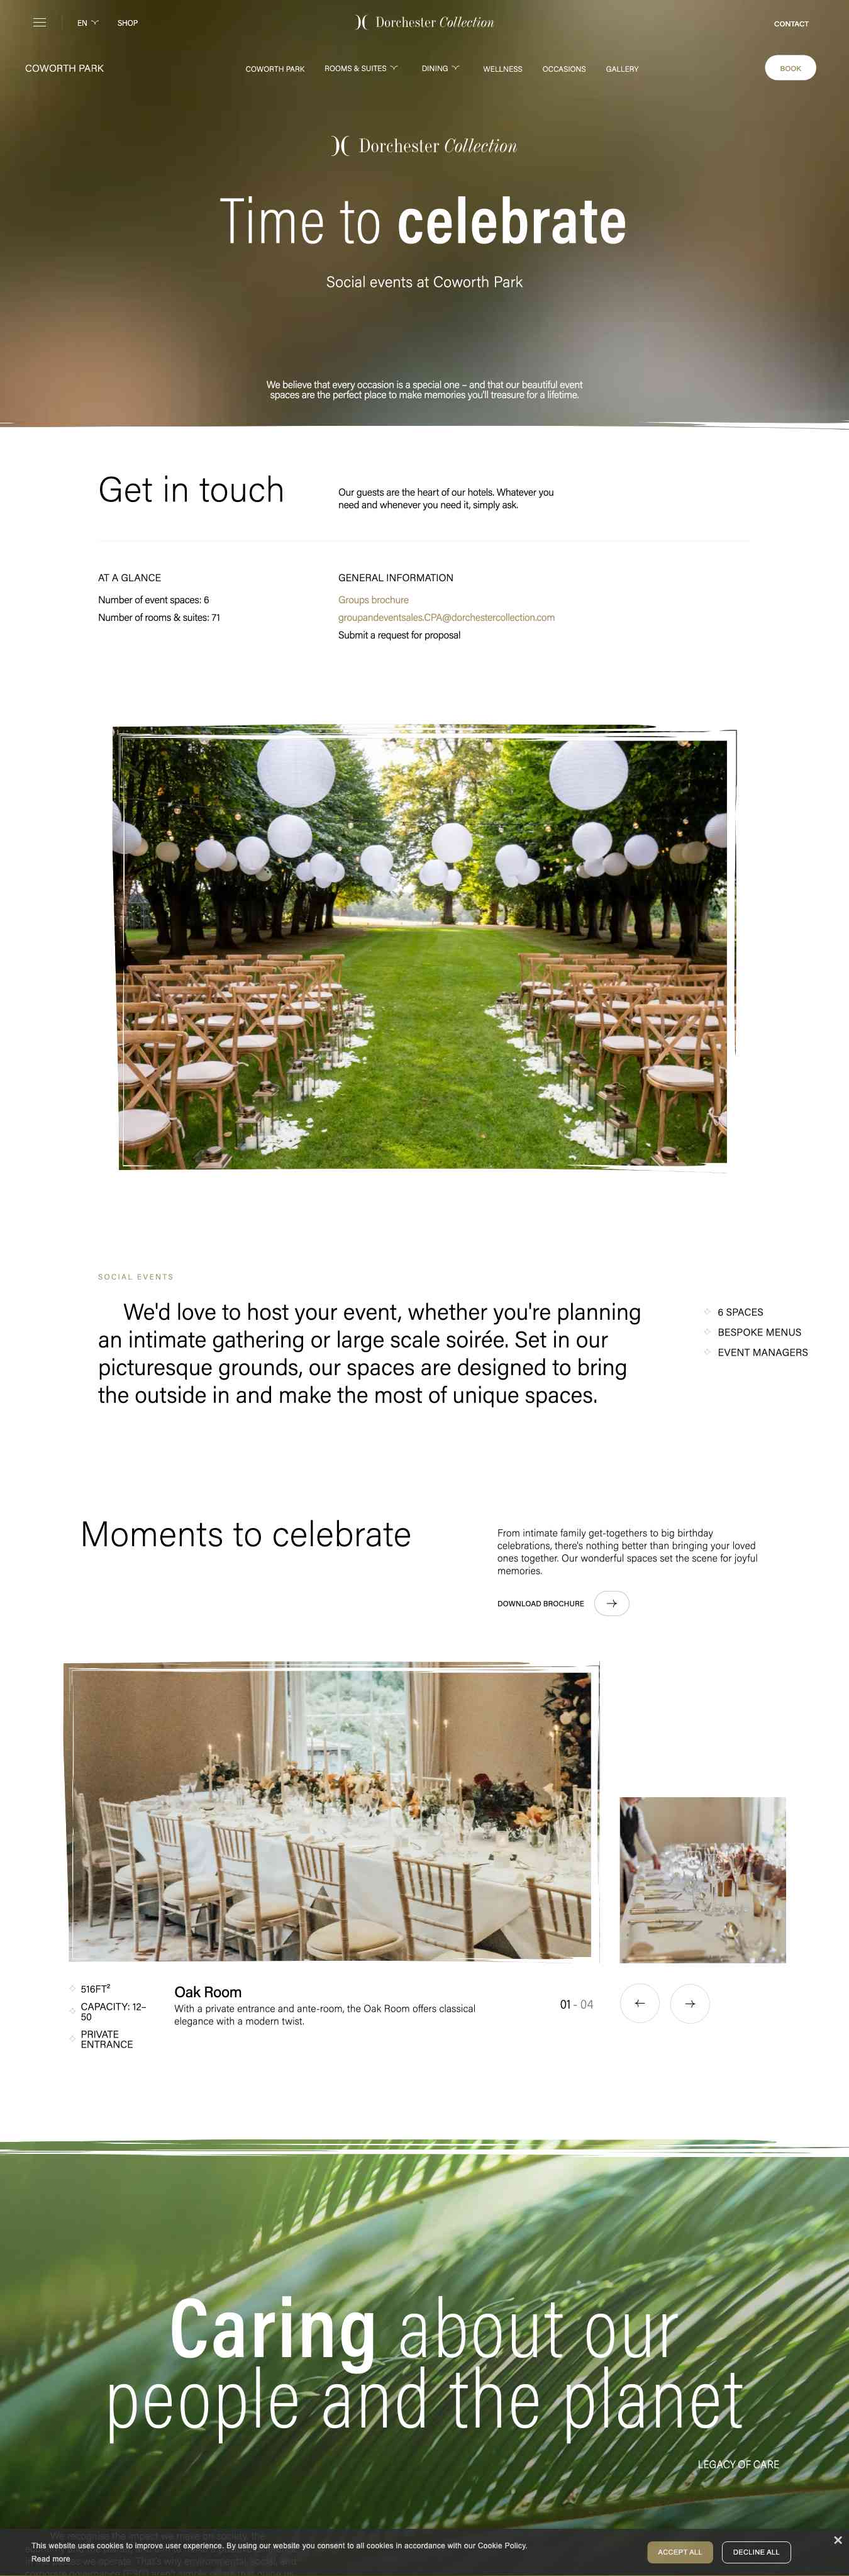 EN
SHOP
Dorchester Collection
CONTACT
COWORTH PARK
COWORTH PARK
ROOMS & SUITES
DINING
WELLNESS
OCCASIONS
GALLERY
BOOK
Dorchester Collection
Time to celebrate
Social events at Coworth Park
We believe that every occasion is a special one – and that our beautiful event
spaces are the perfect place to make memories you'll treasure for a lifetime.
Get in touch
Our guests are the heart of our hotels. Whatever you
need and whenever you need it, simply ask.
AT A GLANCE
Number of event spaces: 6
Number of rooms & suites: 71
GENERAL INFORMATION
Groups brochure
groupandeventsales.CPA@dorchestercollection.com
Submit a request for proposal
SOCIAL EVENTS
We'd love to host your event, whether you're planning
an intimate gathering or large scale soirée. Set in our
picturesque grounds, our spaces are designed to bring
the outside in and make the most of unique spaces.
6 SPACES
BESPOKE MENUS
EVENT MANAGERS
Moments to celebrate
From intimate family get-togethers to big birthday
celebrations, there's nothing better than bringing your loved
ones together. Our wonderful spaces set the scene for joyful
memories.
DOWNLOAD BROCHURE
516FT²
CAPACITY: 12–
50
PRIVATE
ENTRANCE
Oak Room
With a private entrance and ante-room, the Oak Room offers classical
elegance with a modern twist.
01 - 04
Caring about our
people and the planet
LEGACY OF CARE
This website uses cookies to improve user experience. By using our website you consent to all cookies in accordance with our Cookie Policy.
Read more
ACCEPT ALL
DECLINE ALL